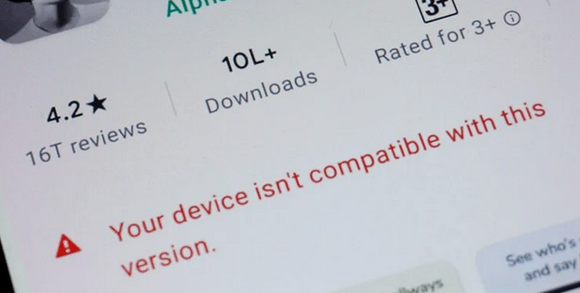 3+
4.2★
10L+
16T reviews
Downloads
Rated for 3+
Your device isn't compatible with this
version.
See who's
and say